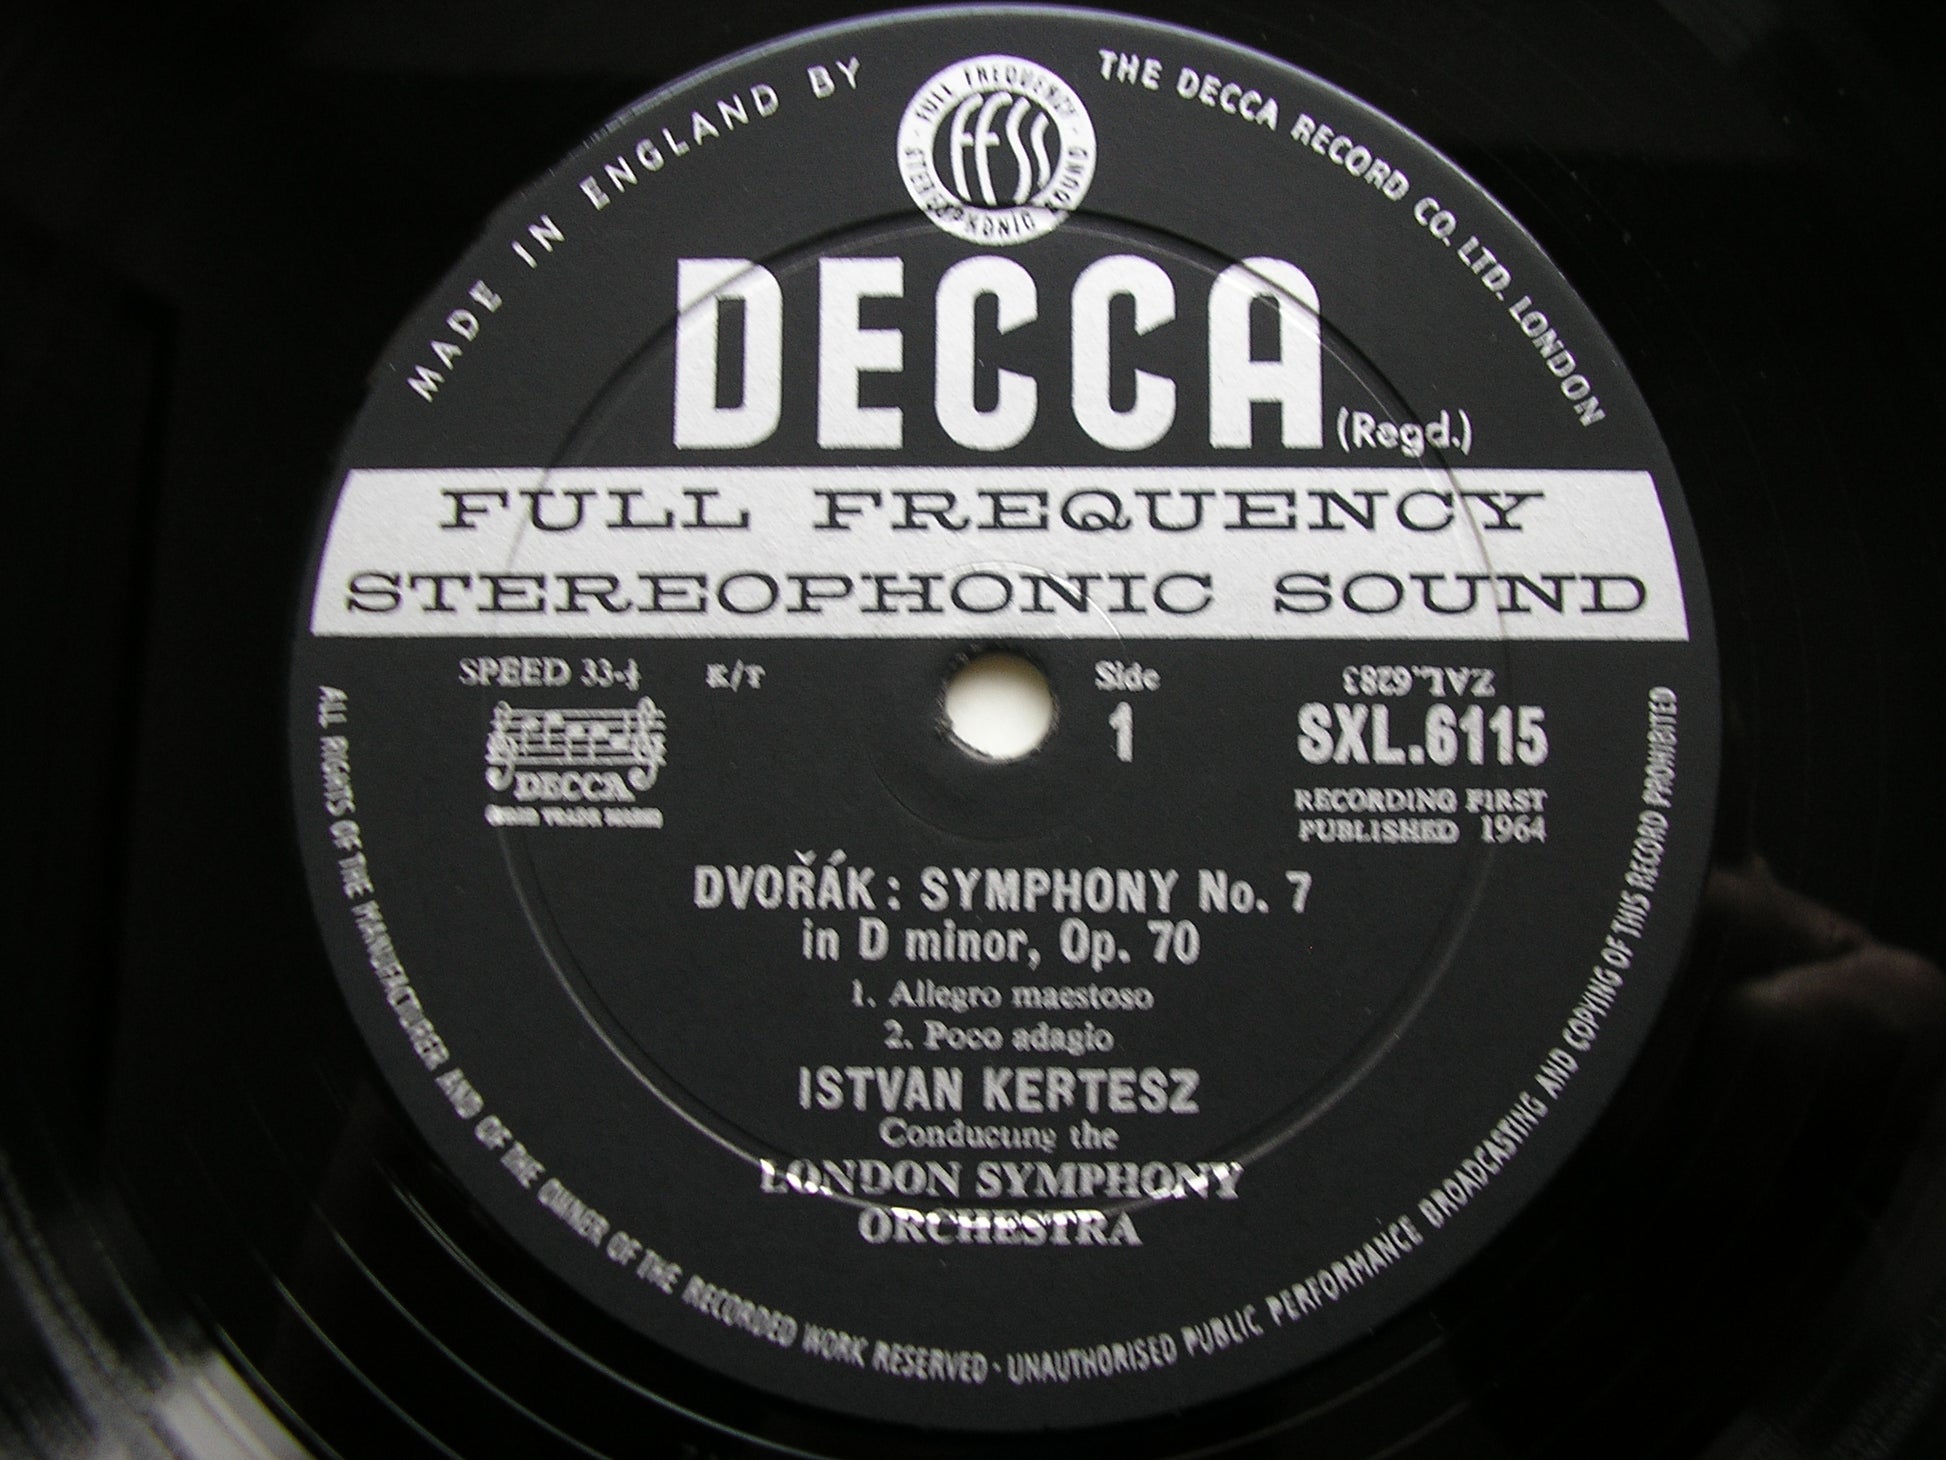 MADE IN ENGLAND BY
THE DECCA RECORD CO. LTD. LONDON
FULL FREQUENCY
STEREOPHONIC SOUND
FFSS
DECCA (Regd.)
FULL FREQUENCY
STEREOPHONIC SOUND
SPEED 33-⅓ K/T Side ZAL.6283
1 SXL.6115
DECCA
RECORDING FIRST
PUBLISHED 1964
DVOŘÁK: SYMPHONY No. 7
in D minor, Op. 70
1. Allegro maestoso
2. Poco adagio
ISTVAN KERTESZ
Conducting the
LONDON SYMPHONY
ORCHESTRA
ALL RIGHTS OF THE MANUFACTURER AND OF THE OWNER OF THE RECORDED WORK RESERVED · UNAUTHORISED PUBLIC PERFORMANCE BROADCASTING AND COPYING OF THIS RECORD PROHIBITED